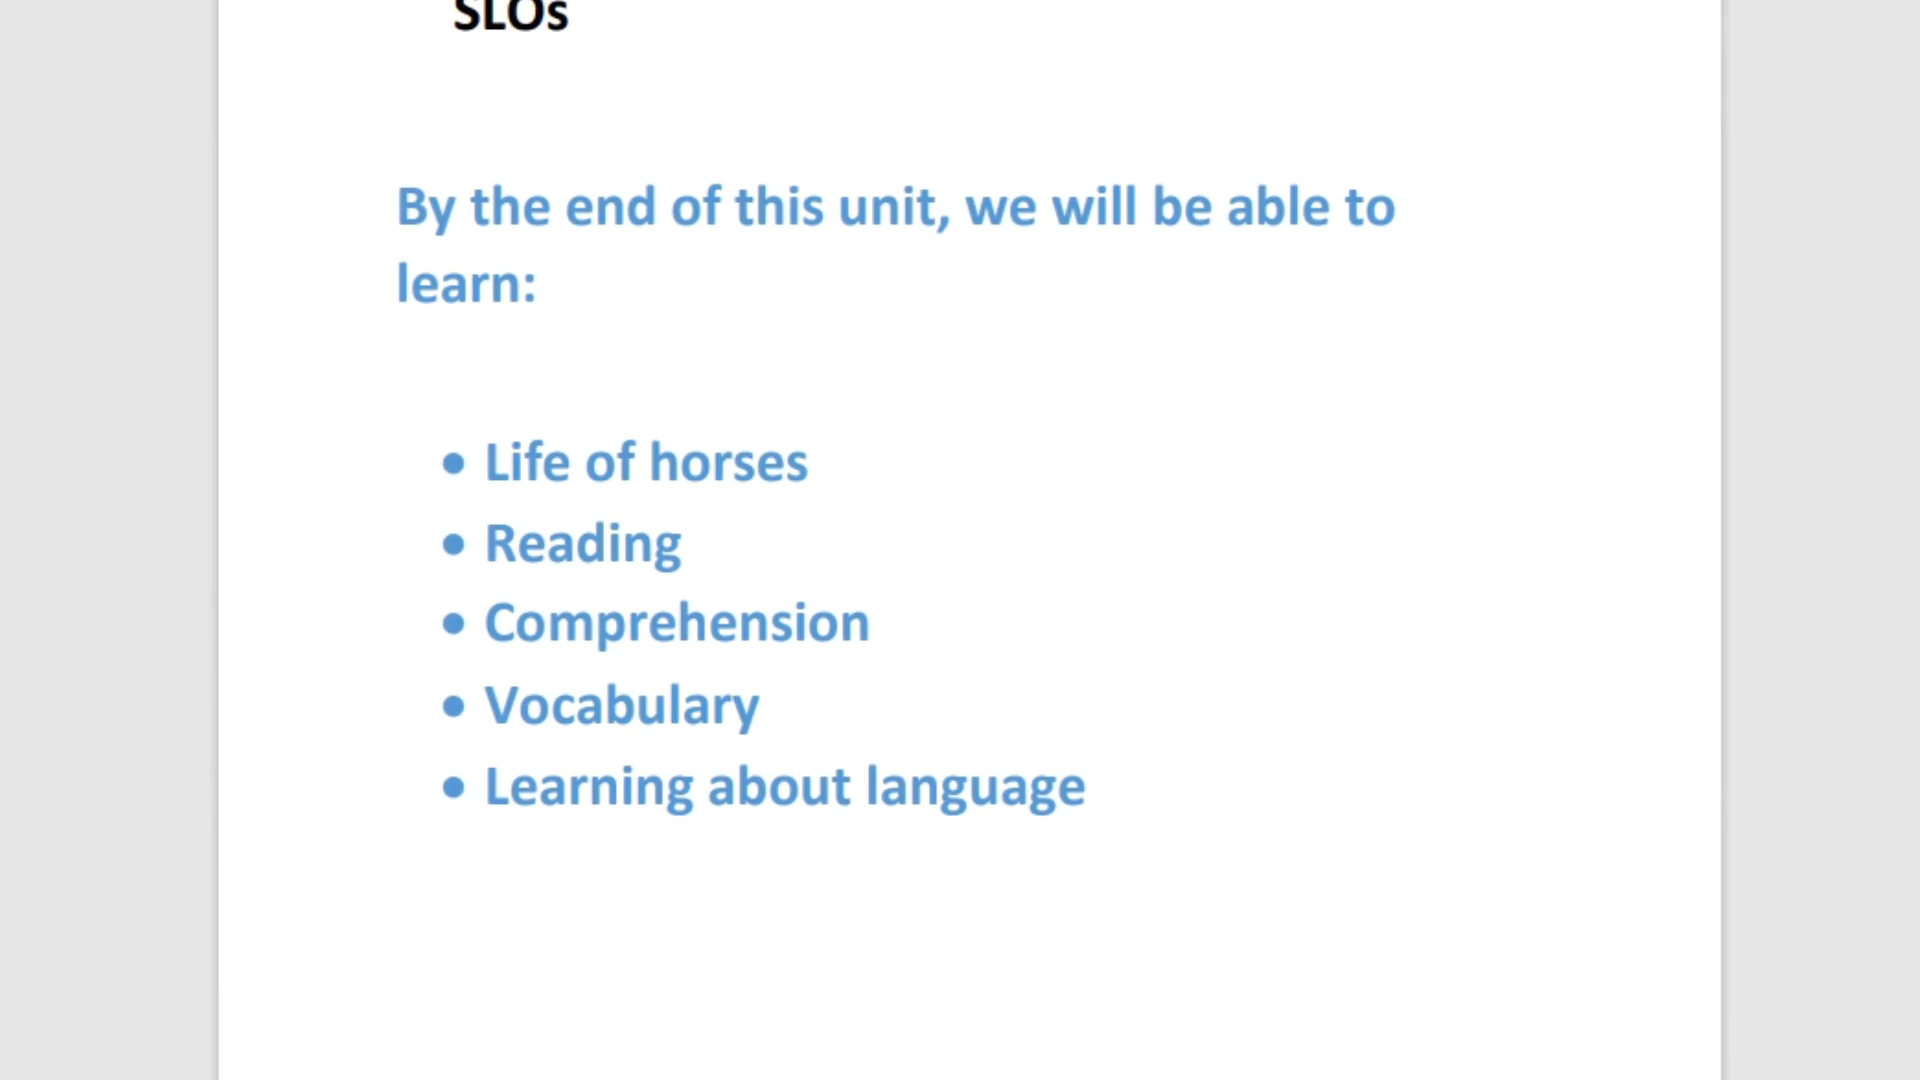 SLOs
By the end of this unit, we will be able to
learn:
• Life of horses
• Reading
• Comprehension
• Vocabulary
• Learning about language